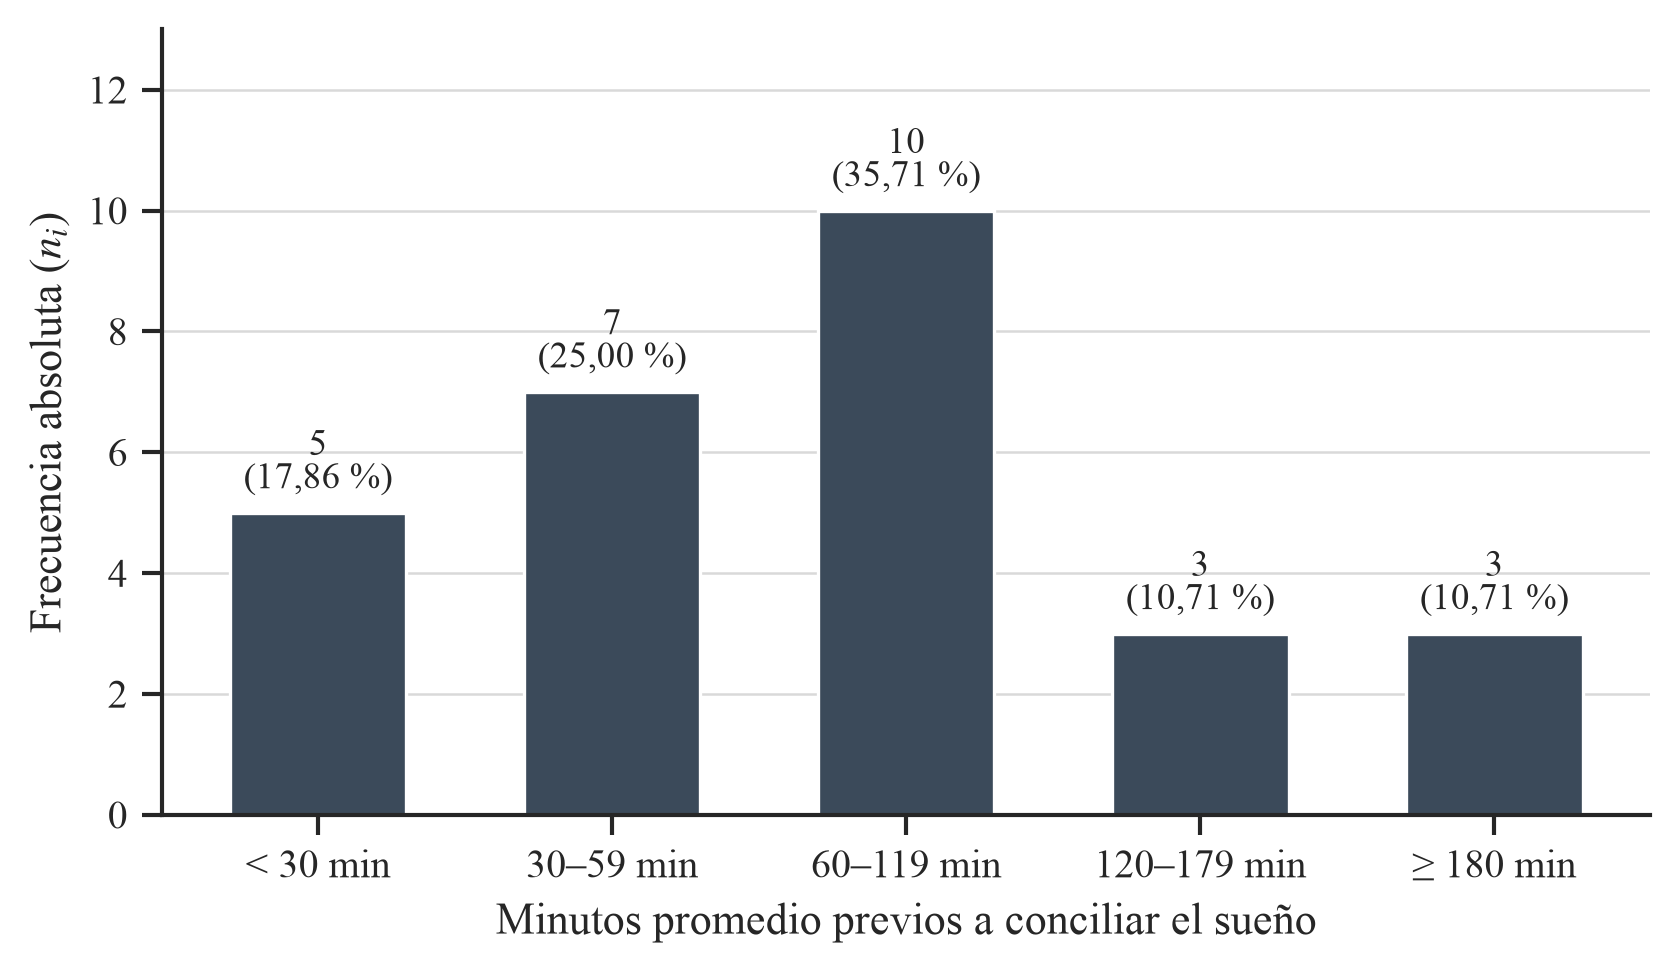 12
10
8
6
4
2
0
Frecuencia absoluta (nᵢ)
5
(17,86 %)
7
(25,00 %)
10
(35,71 %)
3
(10,71 %)
3
(10,71 %)
< 30 min
30–59 min
60–119 min
120–179 min
≥ 180 min
Minutos promedio previos a conciliar el sueño